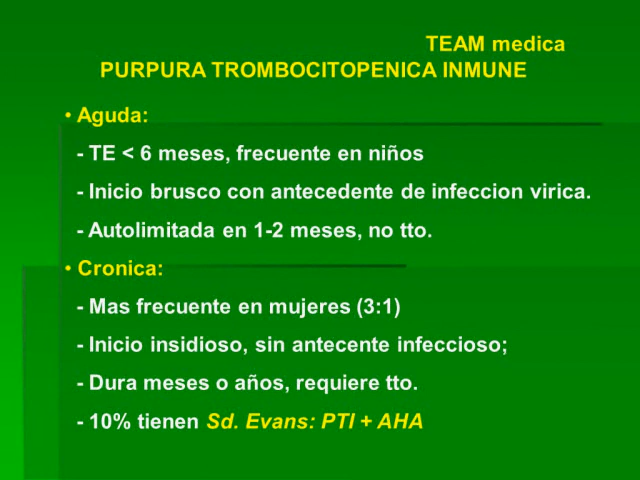 TEAM medica
PURPURA TROMBOCITOPENICA INMUNE
• Aguda:
- TE < 6 meses, frecuente en niños
- Inicio brusco con antecedente de infeccion virica.
- Autolimitada en 1-2 meses, no tto.
• Cronica:
- Mas frecuente en mujeres (3:1)
- Inicio insidioso, sin antecente infeccioso;
- Dura meses o años, requiere tto.
- 10% tienen Sd. Evans: PTI + AHA